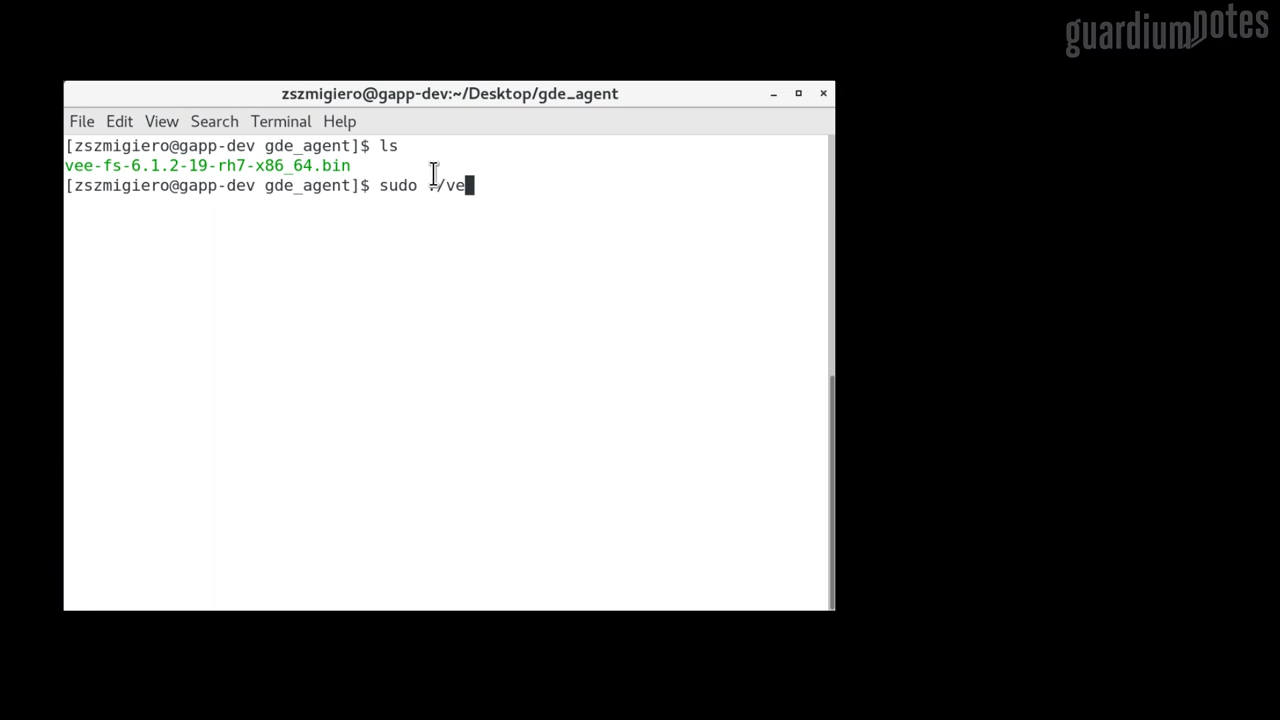 guardiumnotes
zszmigiero@gapp-dev:~/Desktop/gde_agent
File Edit View Search Terminal Help
[zszmigiero@gapp-dev gde_agent]$ ls
vee-fs-6.1.2-19-rh7-x86_64.bin
[zszmigiero@gapp-dev gde_agent]$ sudo ./ve